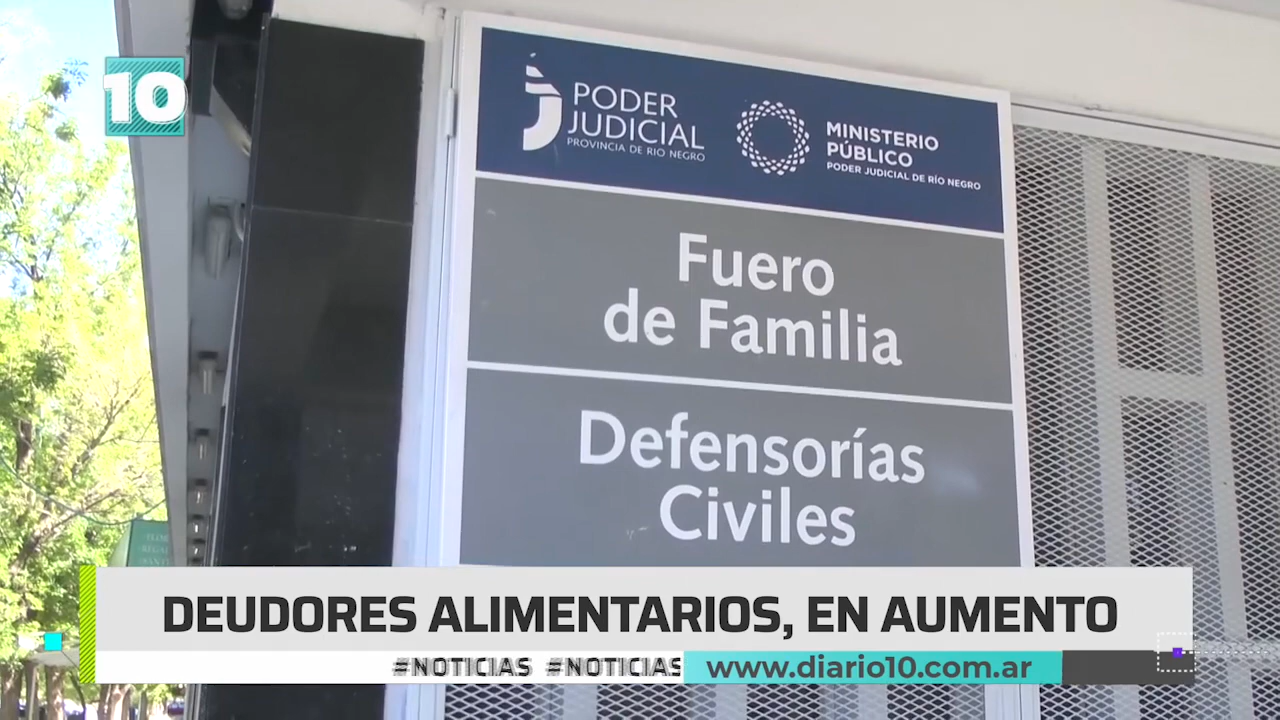 10
PODER
JUDICIAL
PROVINCIA DE RIO NEGRO
MINISTERIO
PÚBLICO
PODER JUDICIAL DE RÍO NEGRO
Fuero
de Familia
Defensorías
Civiles
DEUDORES ALIMENTARIOS, EN AUMENTO
#NOTICIAS #NOTICIAS
www.diario10.com.ar